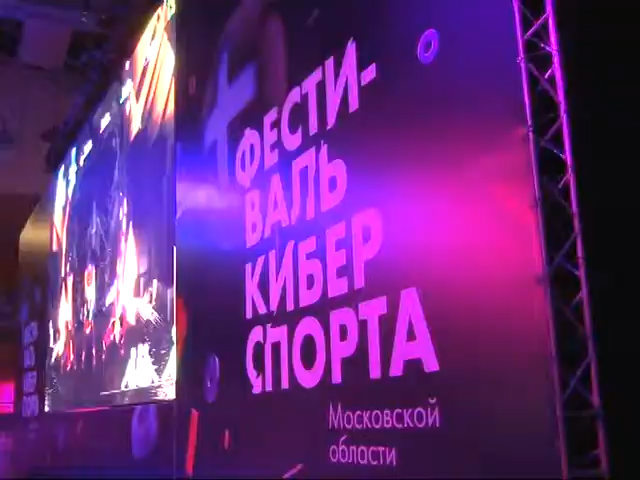 ФЕСТИ-
ВАЛЬ
КИБЕР
СПОРТА
Московской
области